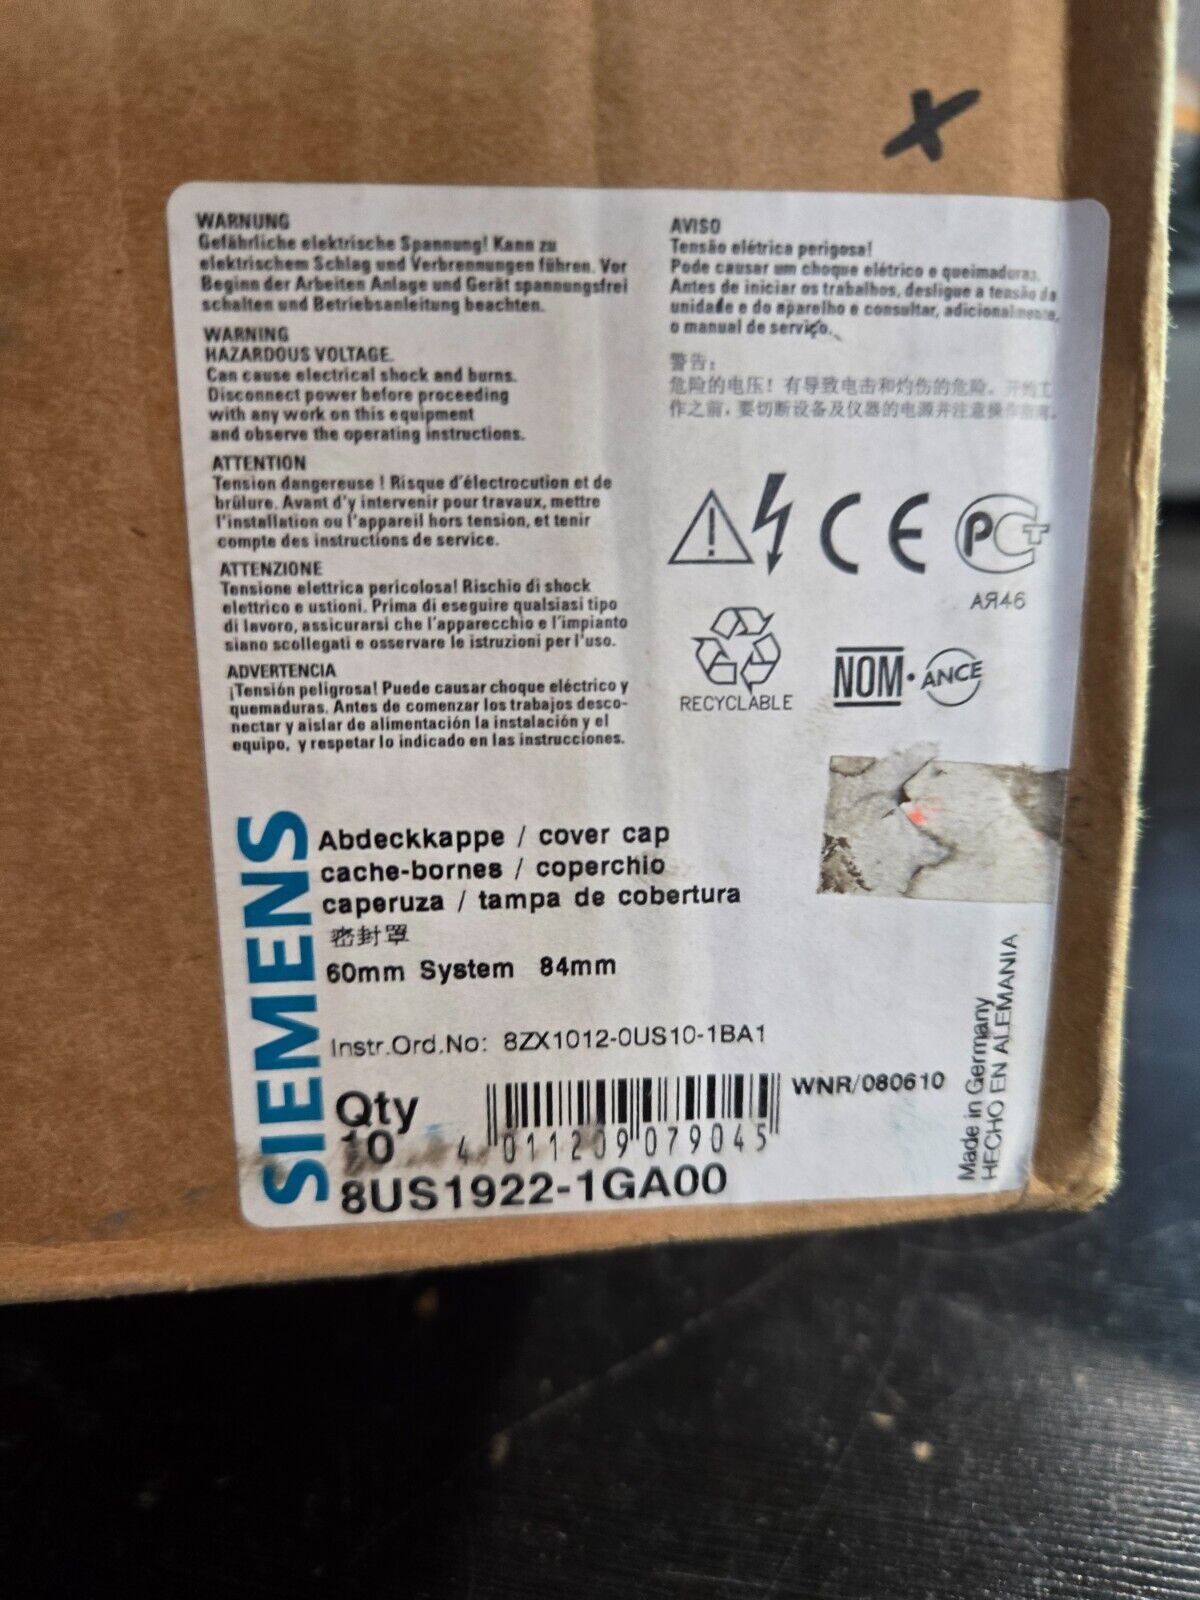 WARNUNG
Gefährliche elektrische Spannung! Kann zu
elektrischem Schlag und Verbrennungen führen. Vor
Beginn der Arbeiten Anlage und Gerät spannungsfrei
schalten und Betriebsanleitung beachten.
WARNING
HAZARDOUS VOLTAGE.
Can cause electrical shock and burns.
Disconnect power before proceeding
with any work on this equipment
and observe the operating instructions.
ATTENTION
Tension dangereuse ! Risque d'électrocution et de
brûlure. Avant d'y intervenir pour travaux, mettre
l'installation ou l'appareil hors tension, et tenir
compte des instructions de service.
ATTENZIONE
Tensione elettrica pericolosa! Rischio di shock
elettrico e ustioni. Prima di eseguire qualsiasi tipo
di lavoro, assicurarsi che l'apparecchio e l'impianto
siano scollegati e osservare le istruzioni per l'uso.
ADVERTENCIA
¡Tensión peligrosa! Puede causar choque eléctrico y
quemaduras. Antes de comenzar los trabajos desco-
nectar y aislar de alimentación la instalación y el
equipo, y respetar lo indicado en las instrucciones.
AVISO
Tensão elétrica perigosa!
Pode causar um choque elétrico e queimaduras.
Antes de iniciar os trabalhos, desligue a tensão da
unidade e do aparelho e consultar, adicionalmente,
o manual de serviço.
警告:
危险的电压! 有导致电击和灼伤的危险。开始工
作之前,要切断设备及仪器的电源并注意操作指南。
CE
PCT
АЯ46
RECYCLABLE
NOM
ANCE
SIEMENS
Abdeckkappe / cover cap
cache-bornes / coperchio
caperuza / tampa de cobertura
密封罩
60mm System 84mm
Instr.Ord.No: 8ZX1012-0US10-1BA1
Qty
10
4 011209 079045
WNR/080610
8US1922-1GA00
Made in Germany
HECHO EN ALEMANIA